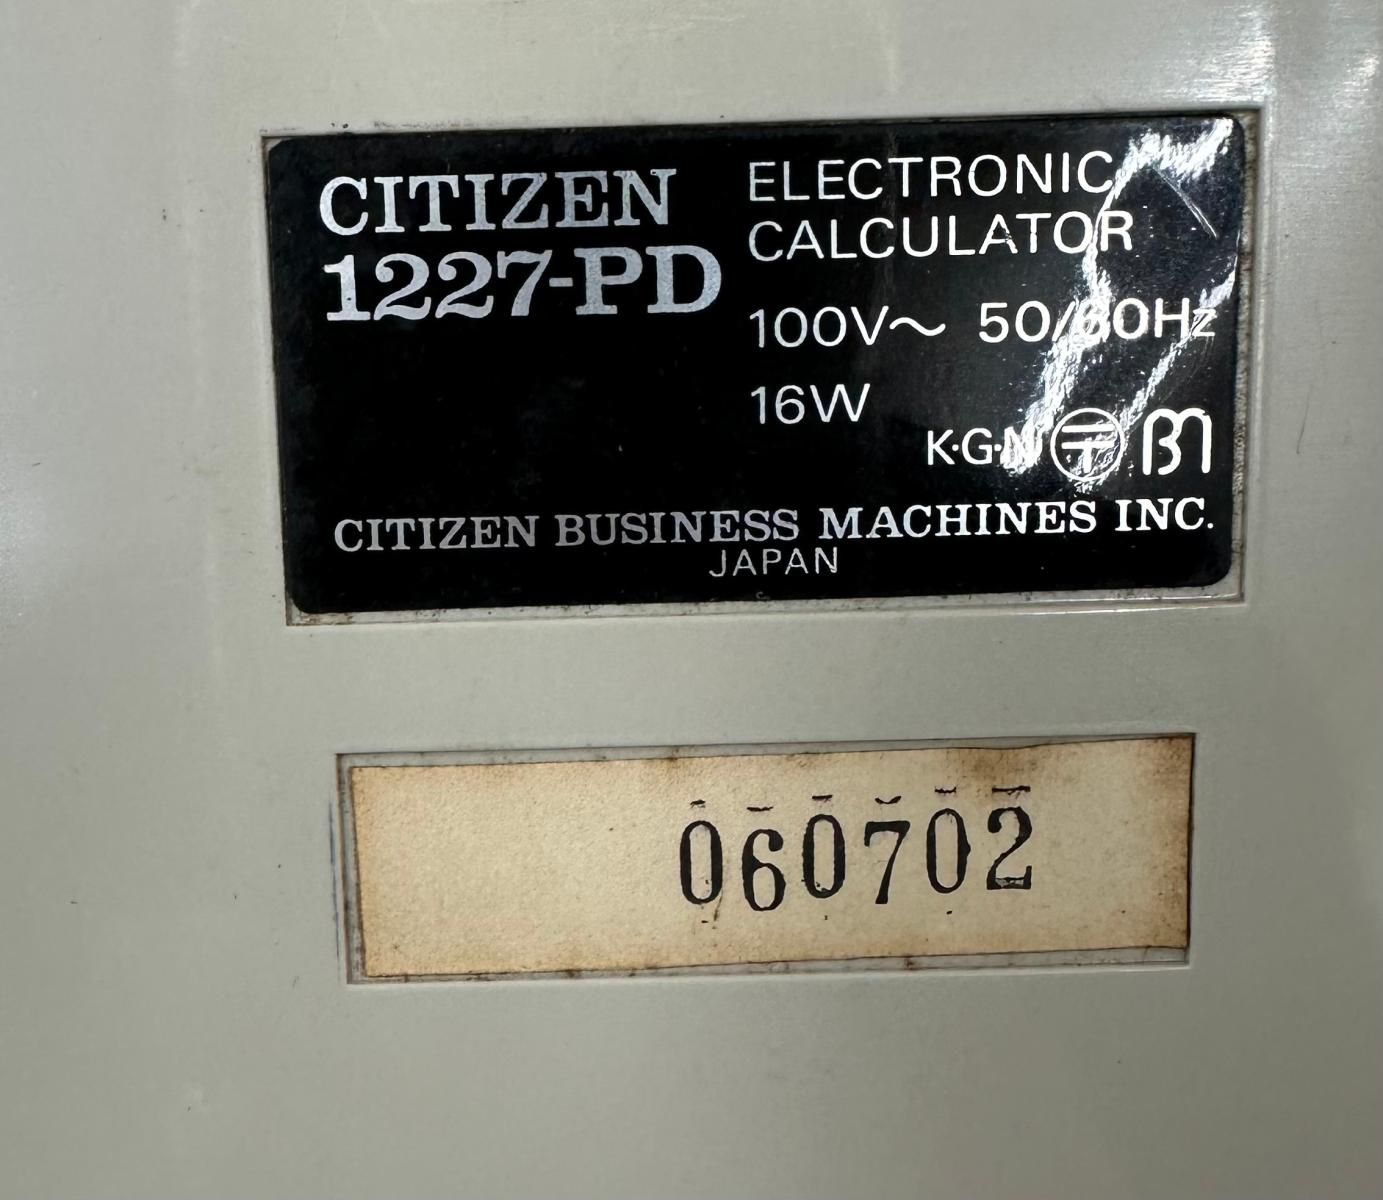 CITIZEN
1227-PD
ELECTRONIC
CALCULATOR
100V～ 50/60Hz
16W
K·G·N 〶
CITIZEN BUSINESS MACHINES INC.
JAPAN
060702